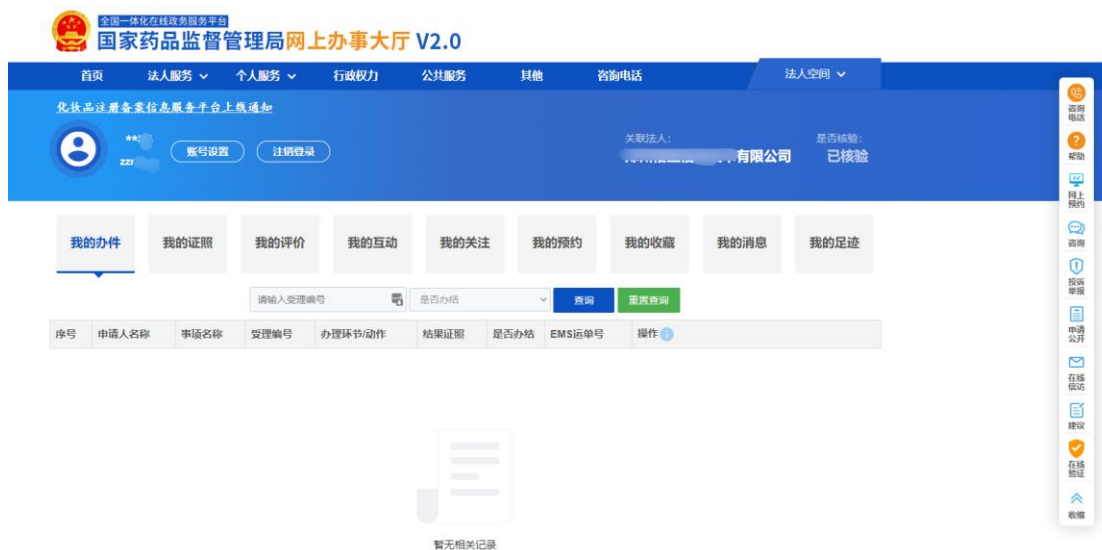 全国一体化在线政务服务平台
国家药品监督管理局网上办事大厅 V2.0
首页 法人服务 个人服务 行政权力 公共服务 其他 咨询电话 法人空间
化妆品注册备案信息服务平台上线通知
账号设置 注销登录
zzr
关联法人:
有限公司
是否核验:
已核验
我的办件 我的证照 我的评价 我的互动 我的关注 我的预约 我的收藏 我的消息 我的足迹
请输入受理编号 是否办结 查询 重置查询
序号 申请人名称 事项名称 受理编号 办理环节/动作 结果证照 是否办结 EMS运单号 操作
暂无相关记录
咨询
电话
帮助
网上
预约
咨询
投诉
举报
申请
公开
在线
信访
建议
在线
验证
收缩